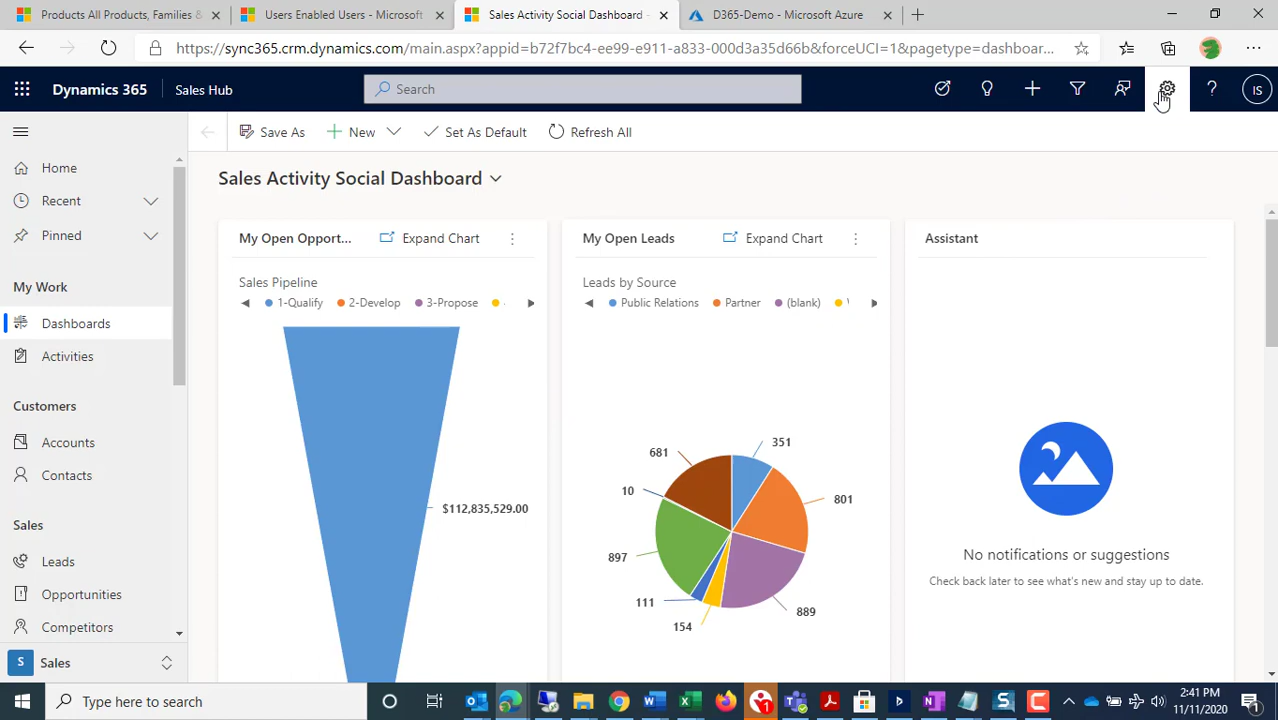 Products All Products, Families &
Users Enabled Users - Microsoft
Sales Activity Social Dashboard -
D365-Demo - Microsoft Azure
https://sync365.crm.dynamics.com/main.aspx?appid=b72f7bc4-ee99-e911-a833-000d3a35d66b&forceUCI=1&pagetype=dashboar...
Dynamics 365
Sales Hub
Search
IS
Save As
New
Set As Default
Refresh All
Home
Recent
Pinned
My Work
Dashboards
Activities
Customers
Accounts
Contacts
Sales
Leads
Opportunities
Competitors
S Sales
Sales Activity Social Dashboard
My Open Opport...
Expand Chart
Sales Pipeline
1-Qualify 2-Develop 3-Propose
$112,835,529.00
My Open Leads
Expand Chart
Leads by Source
Public Relations Partner (blank)
351
801
889
154
111
897
10
681
Assistant
No notifications or suggestions
Check back later to see what's new and stay up to date.
Type here to search
2:41 PM
11/11/2020